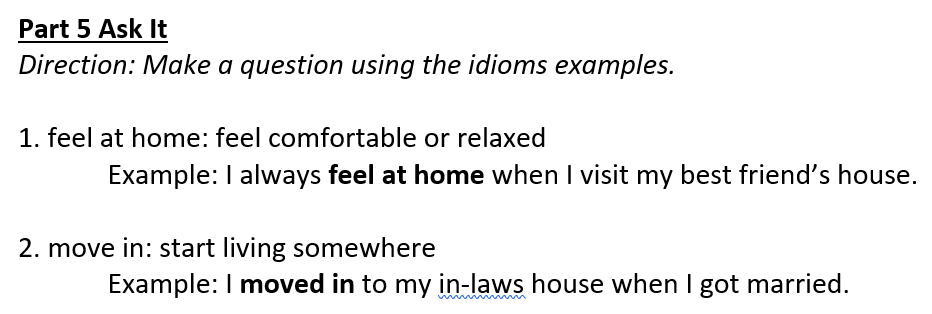 Part 5 Ask It
Direction: Make a question using the idioms examples.
1. feel at home: feel comfortable or relaxed
Example: I always feel at home when I visit my best friend’s house.
2. move in: start living somewhere
Example: I moved in to my in-laws house when I got married.